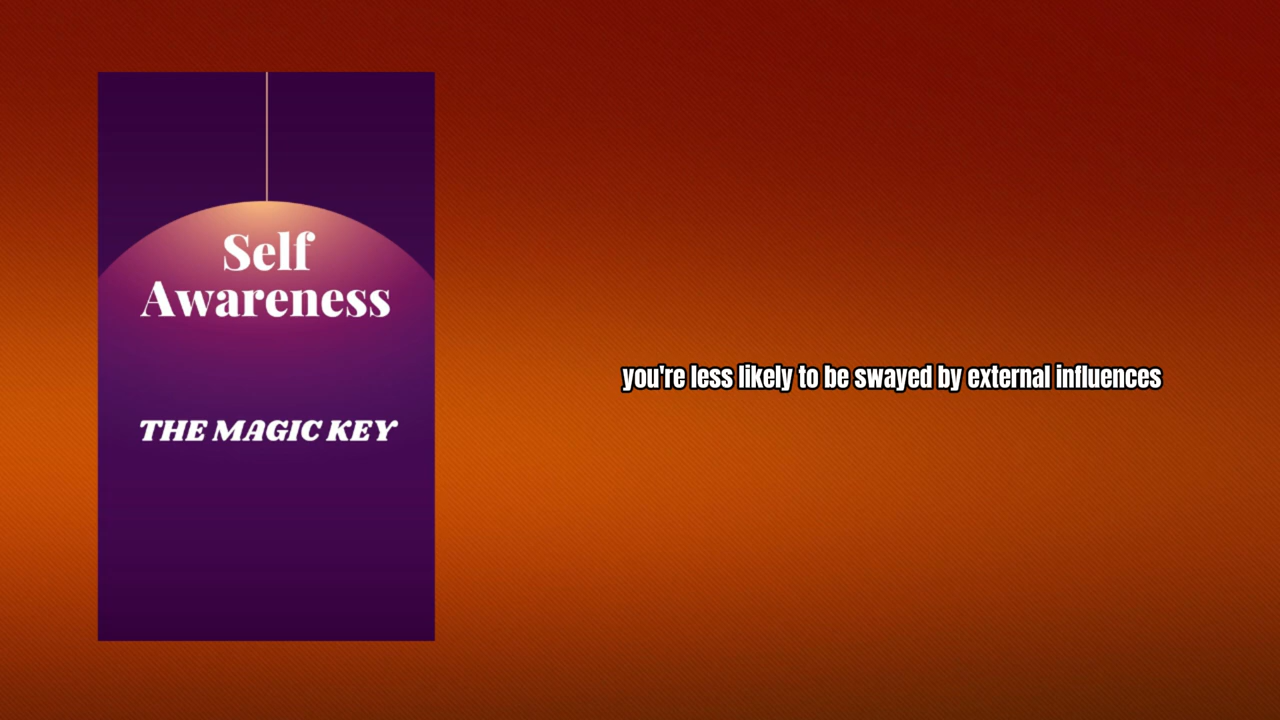 Self
Awareness
THE MAGIC KEY
you're less likely to be swayed by external influences